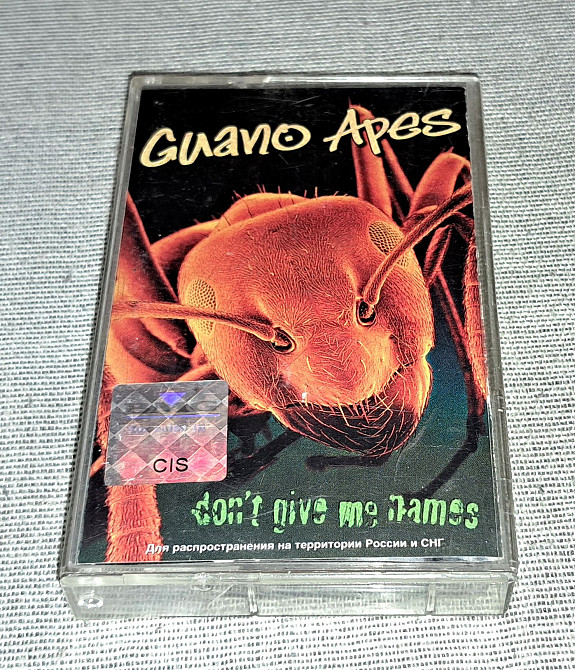 Guano Apes
CIS
don't give me names
Для распространения на территории России и СНГ